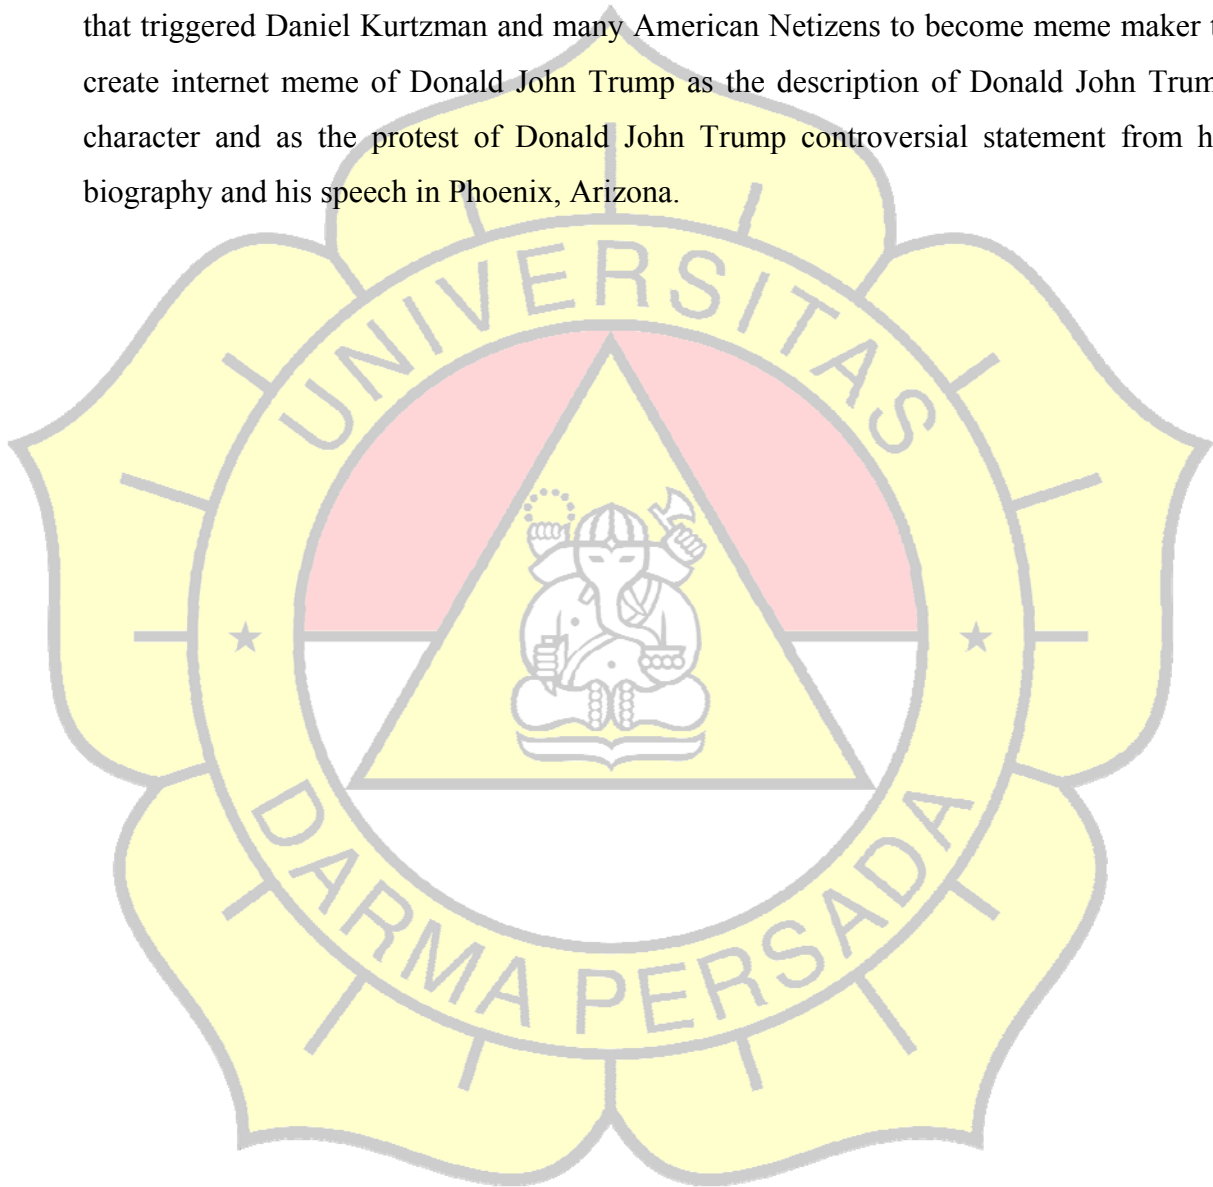 that triggered Daniel Kurtzman and many American Netizens to become meme maker t
create internet meme of Donald John Trump as the description of Donald John Trum
character and as the protest of Donald John Trump controversial statement from h
biography and his speech in Phoenix, Arizona.
UNIVERSITAS
DARMA PERSADA